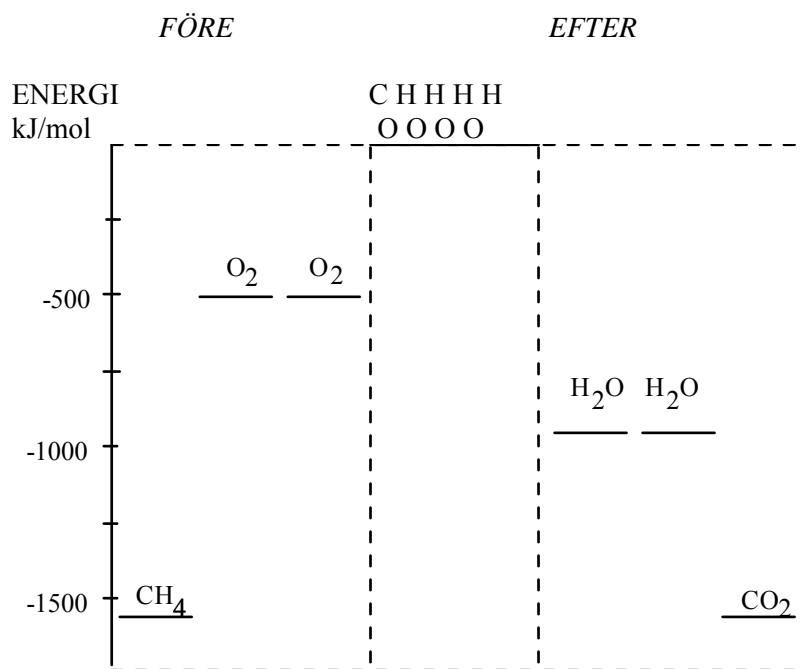 FÖRE EFTER
ENERGI C H H H H
kJ/mol O O O O
O2 O2
-500
H2O H2O
-1000
-1500 CH4 CO2